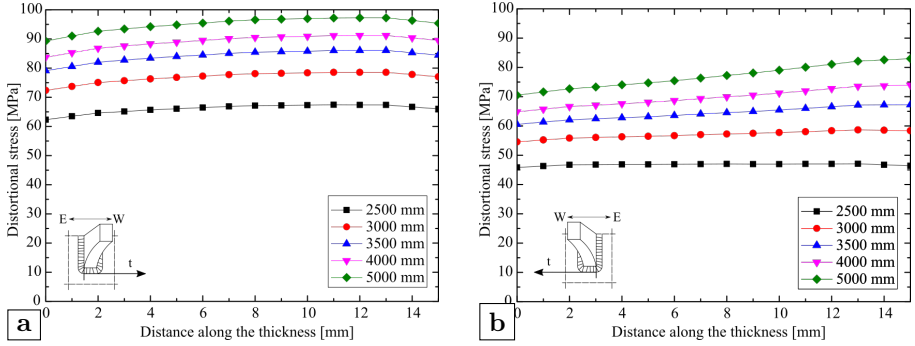 100
90
80
70
60
50
40
30
20
10
0
Distortional stress [MPa]
E W
t
2500 mm
3000 mm
3500 mm
4000 mm
5000 mm
0 2 4 6 8 10 12 14
Distance along the thickness [mm]
a
100
90
80
70
60
50
40
30
20
10
0
Distortional stress [MPa]
W E
t
2500 mm
3000 mm
3500 mm
4000 mm
5000 mm
0 2 4 6 8 10 12 14
Distance along the thickness [mm]
b